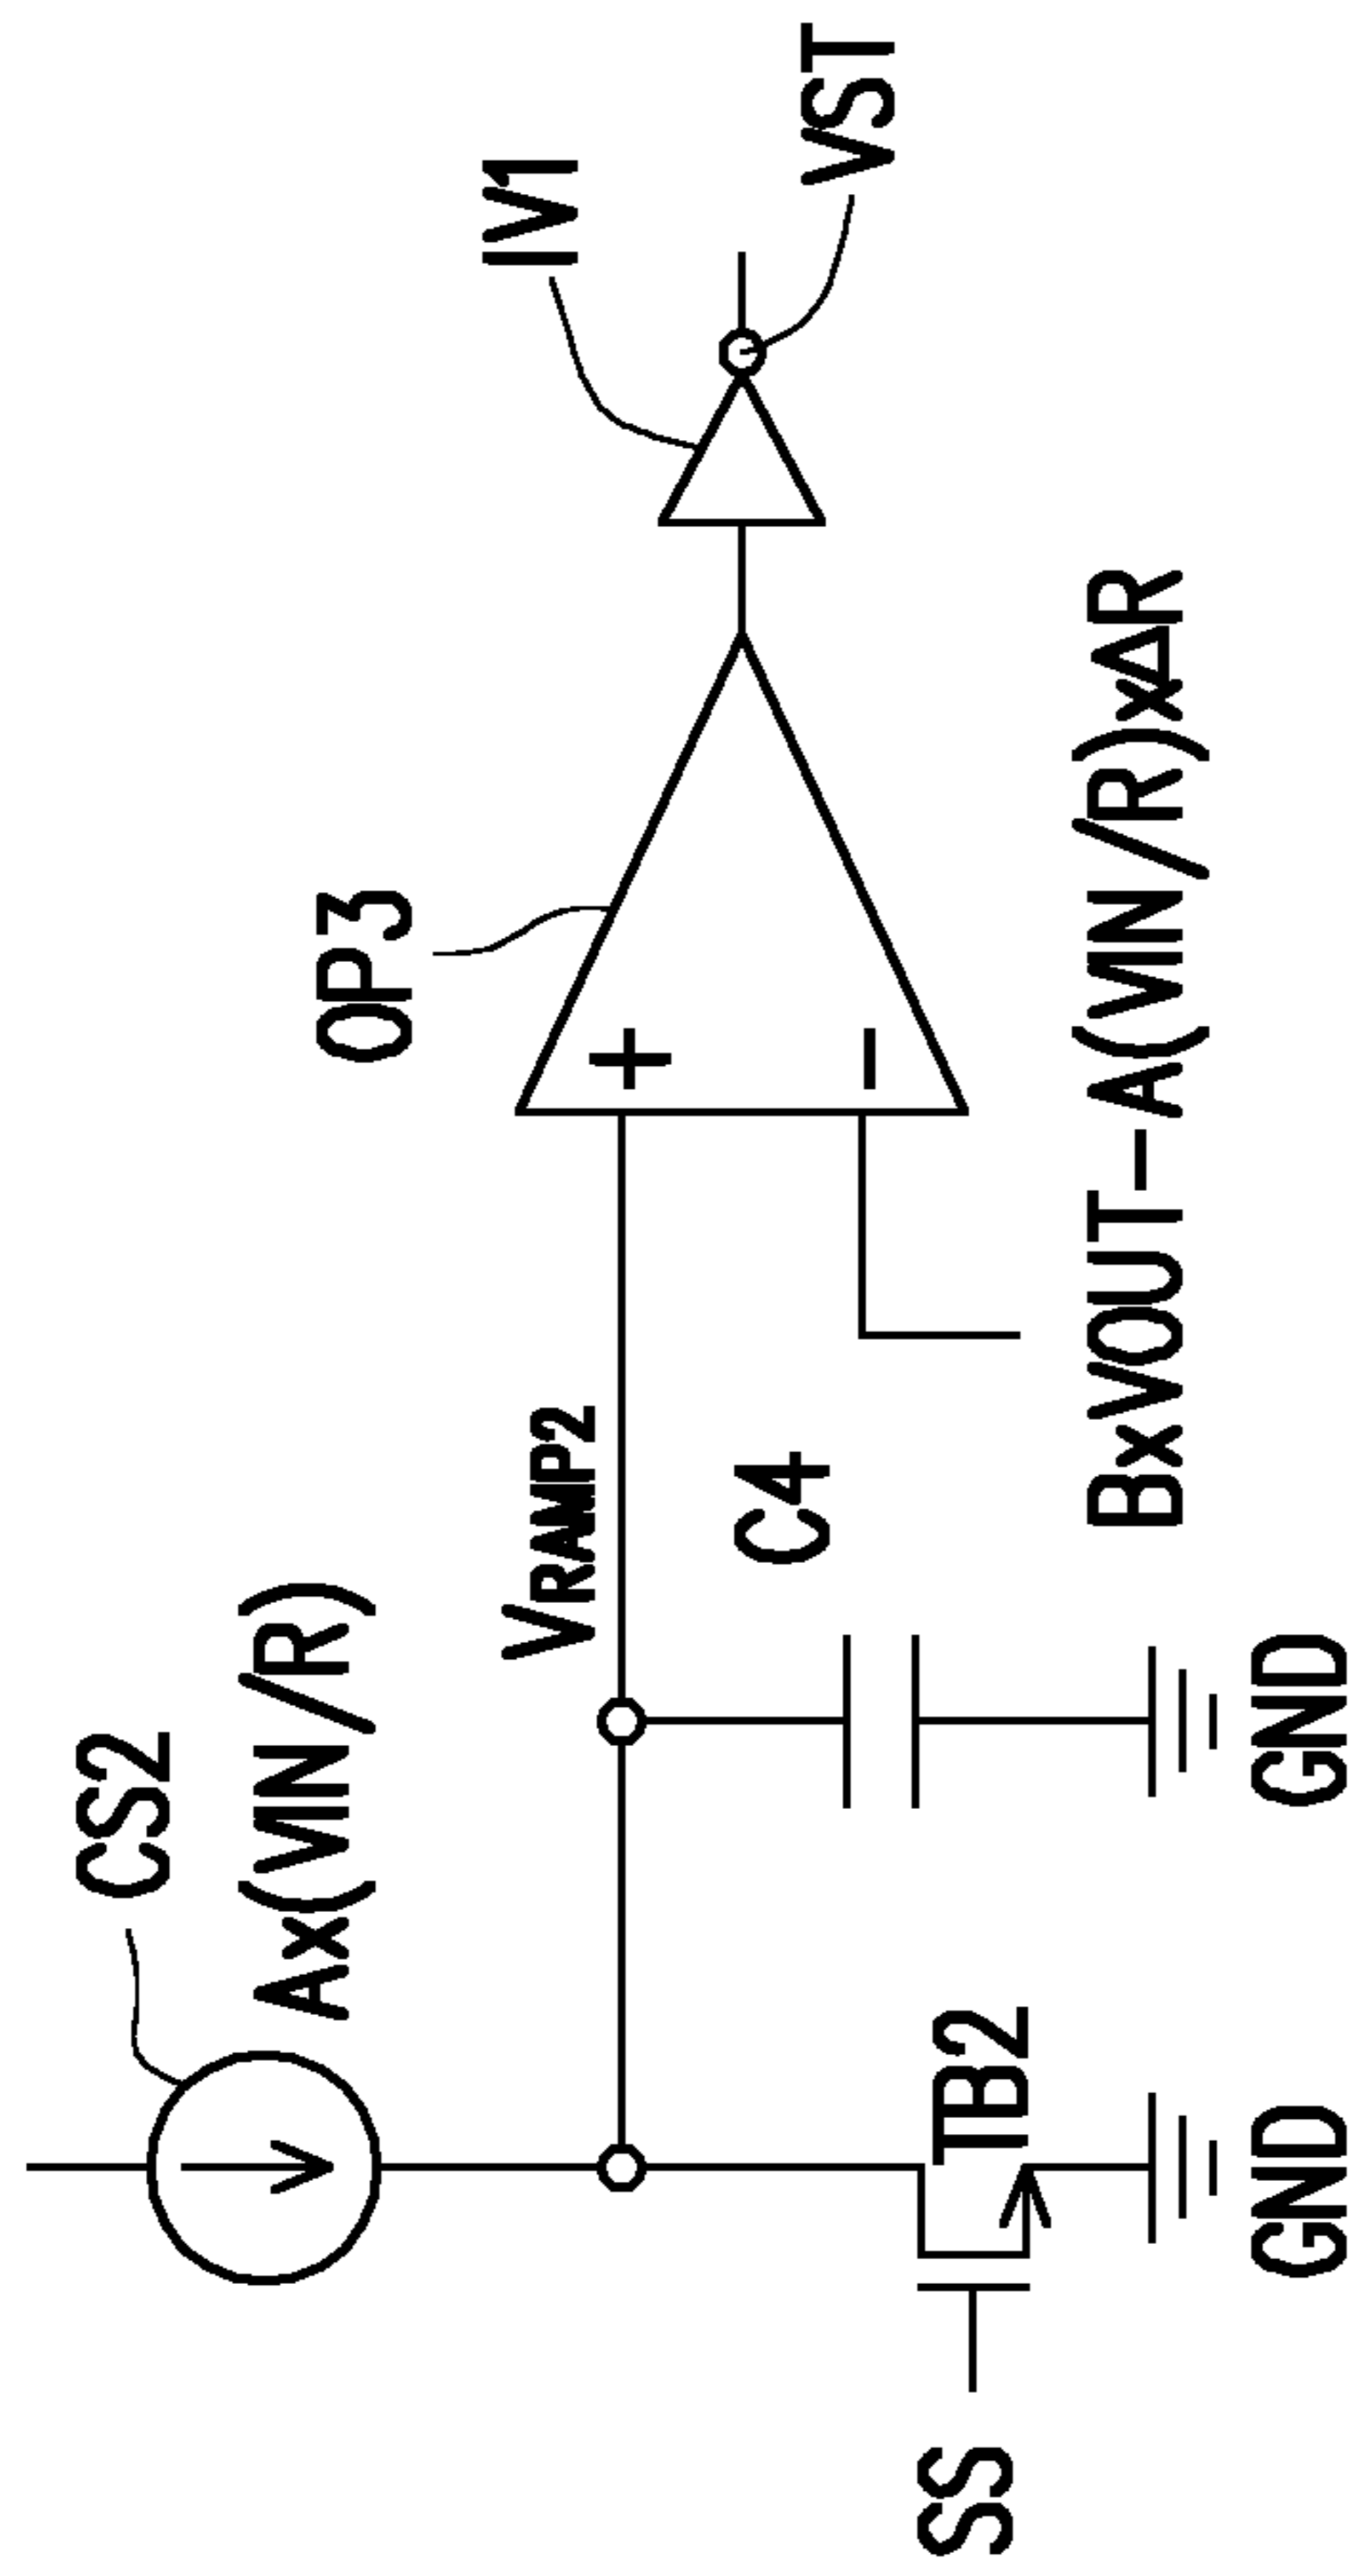 CS2
Ax(VIN/R)
OP3
IV1
VRAMP2
+
−
VST
C4
TB2
SS
BxVOUT−A(VIN/R)xΔR
GND
GND